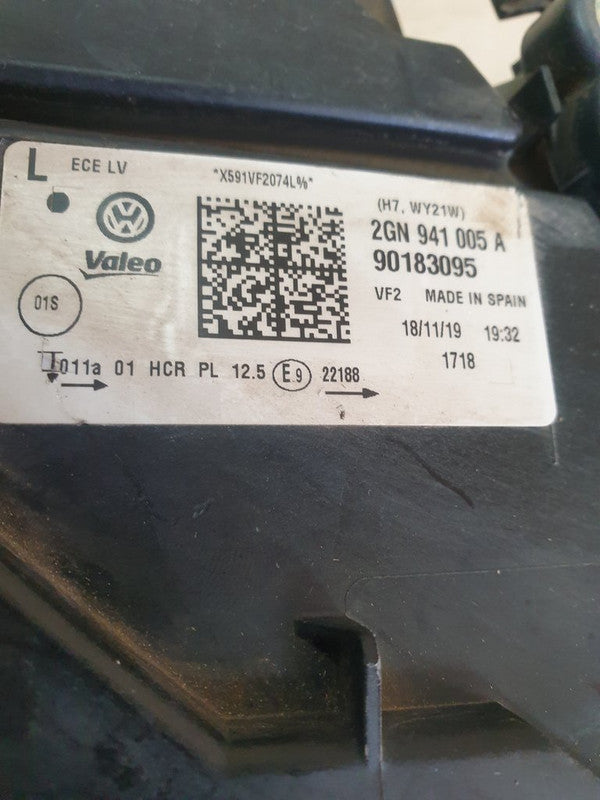 L ECE LV
*X591VF2074L%*
(H7, WY21W)
2GN 941 005 A
Valeo
90183095
VF2 MADE IN SPAIN
01S
18/11/19 19:32
1718
011a 01 HCR PL 12.5 E9 22188